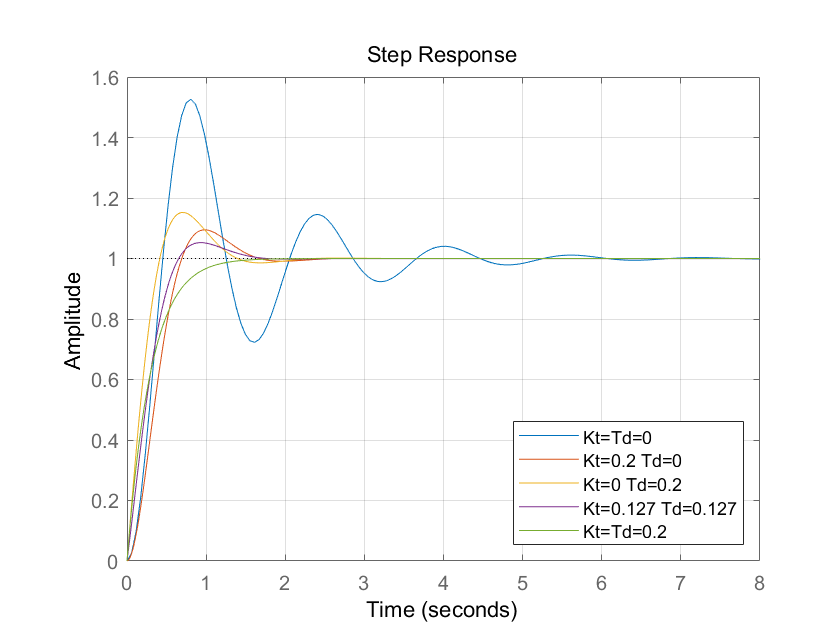 Step Response
1.6
1.4
1.2
1
0.8
0.6
0.4
0.2
0
Amplitude
Kt=Td=0
Kt=0.2 Td=0
Kt=0 Td=0.2
Kt=0.127 Td=0.127
Kt=Td=0.2
0 1 2 3 4 5 6 7 8
Time (seconds)